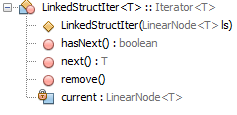 LinkedStructIter<T> :: Iterator<T>
LinkedStructIter(LinearNode<T> ls)
hasNext() : boolean
next() : T
remove()
current : LinearNode<T>